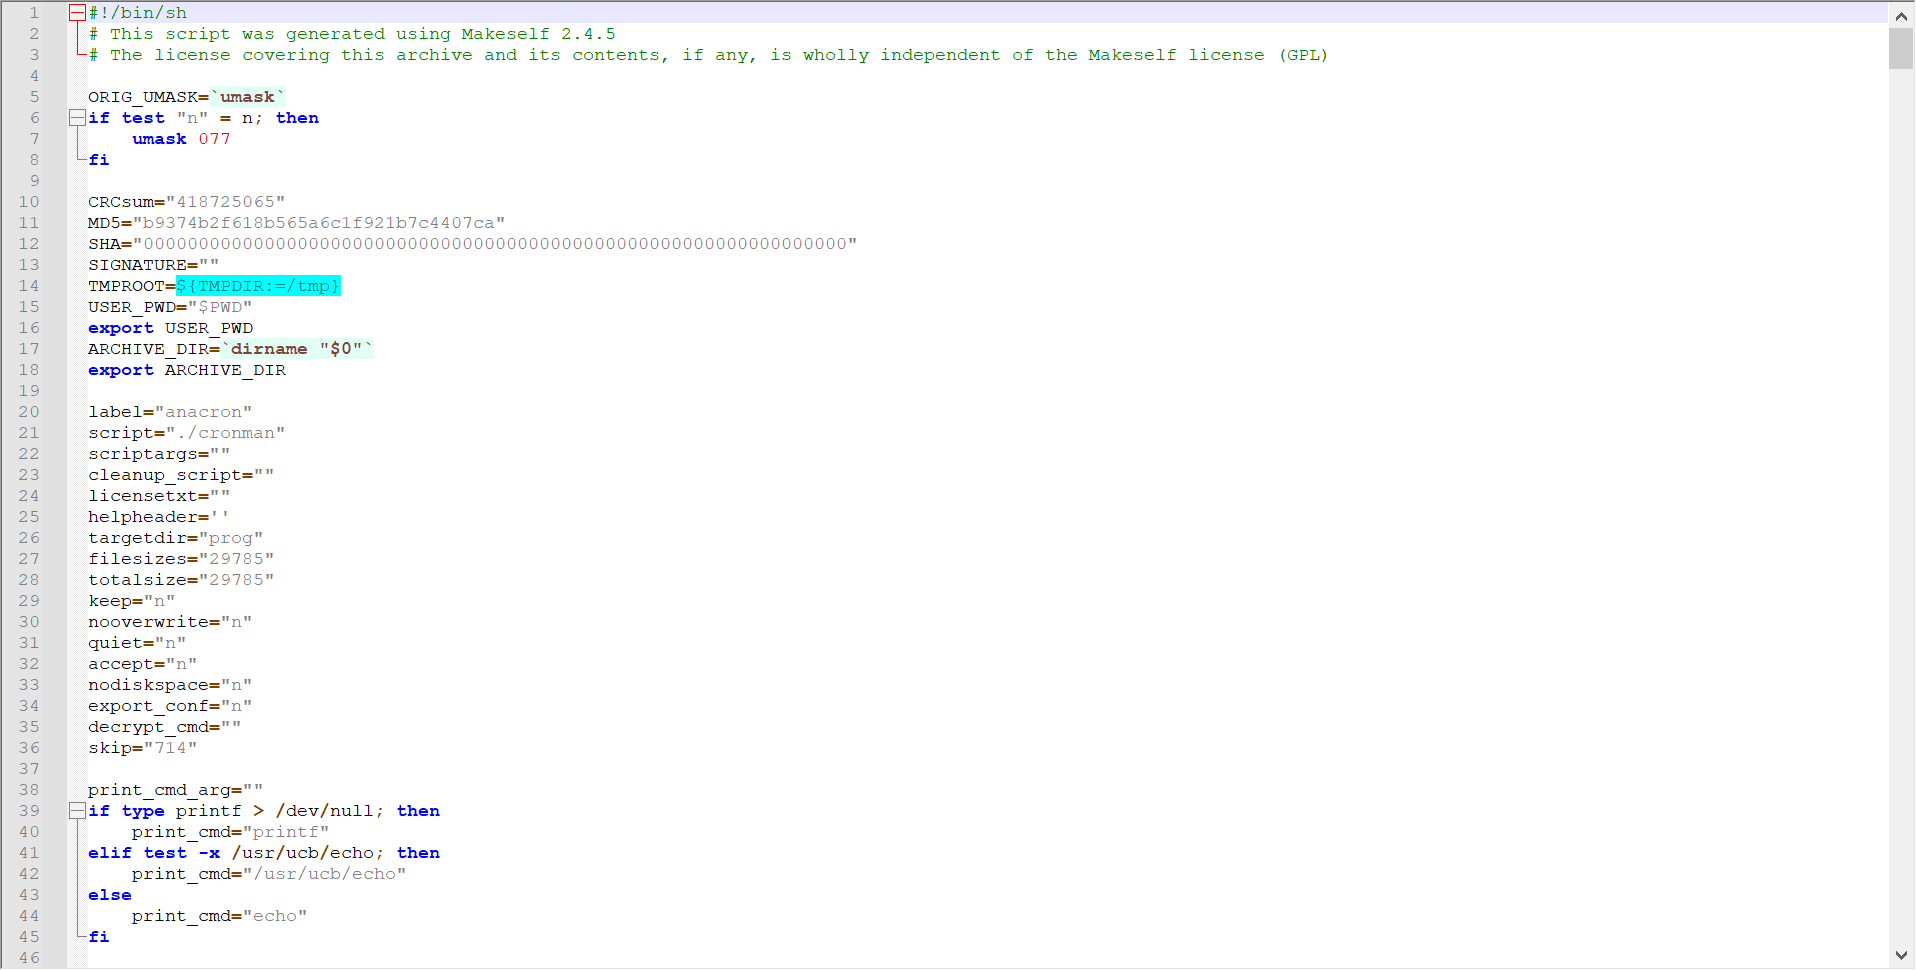 1 #!/bin/sh
2 # This script was generated using Makeself 2.4.5
3 # The license covering this archive and its contents, if any, is wholly independent of the Makeself license (GPL)
4
5 ORIG_UMASK=`umask`
6 if test "n" = n; then
7     umask 077
8 fi
9
10 CRCsum="418725065"
11 MD5="b9374b2f618b565a6c1f921b7c4407ca"
12 SHA="0000000000000000000000000000000000000000000000000000000000000000"
13 SIGNATURE=""
14 TMPROOT=${TMPDIR:=/tmp}
15 USER_PWD="$PWD"
16 export USER_PWD
17 ARCHIVE_DIR=`dirname "$0"`
18 export ARCHIVE_DIR
19
20 label="anacron"
21 script="./cronman"
22 scriptargs=""
23 cleanup_script=""
24 licensetxt=""
25 helpheader=''
26 targetdir="prog"
27 filesizes="29785"
28 totalsize="29785"
29 keep="n"
30 nooverwrite="n"
31 quiet="n"
32 accept="n"
33 nodiskspace="n"
34 export_conf="n"
35 decrypt_cmd=""
36 skip="714"
37
38 print_cmd_arg=""
39 if type printf > /dev/null; then
40     print_cmd="printf"
41 elif test -x /usr/ucb/echo; then
42     print_cmd="/usr/ucb/echo"
43 else
44     print_cmd="echo"
45 fi
46